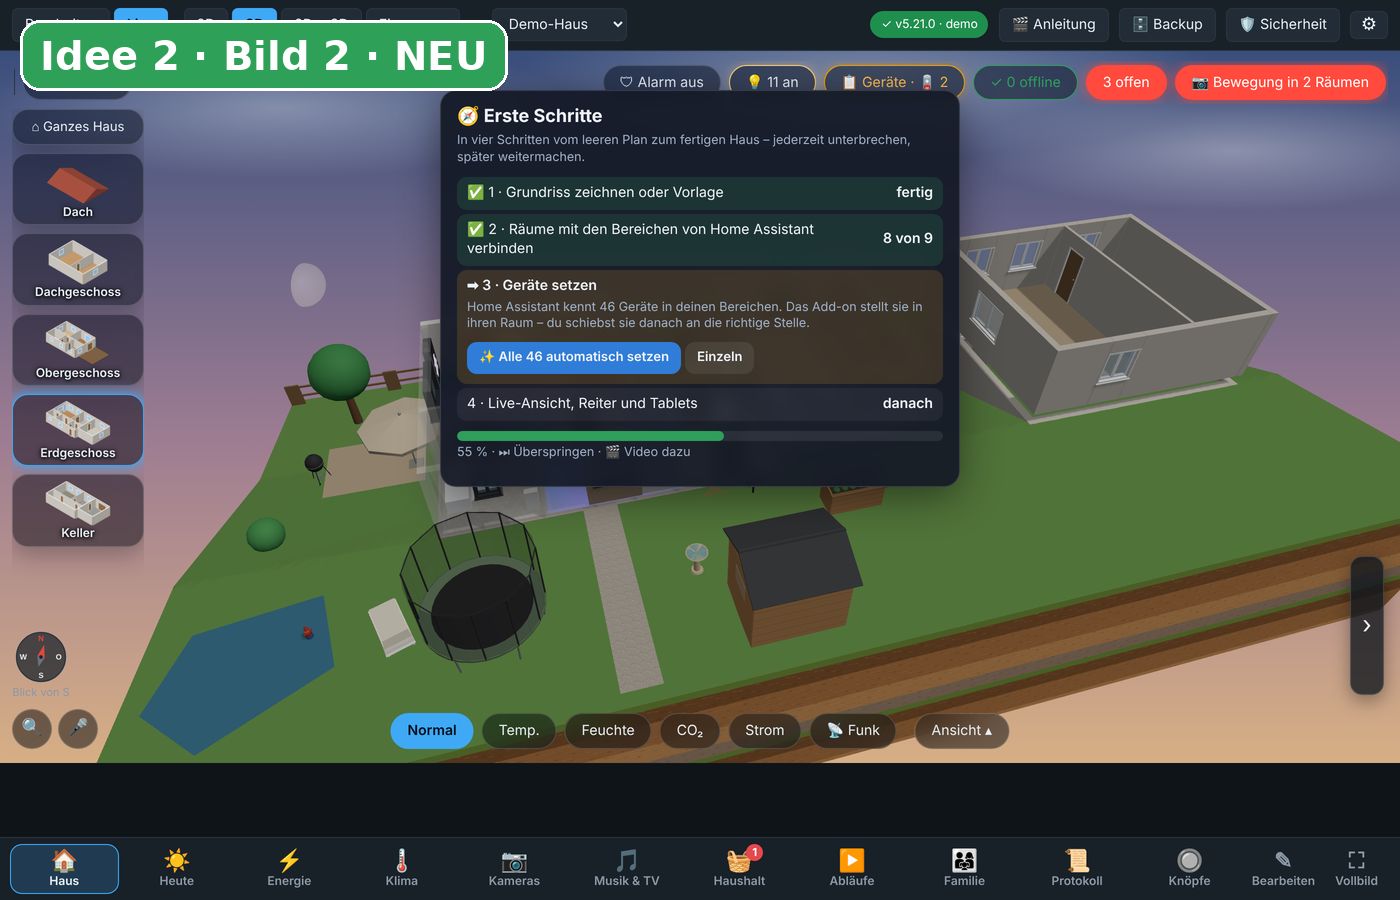 Idee 2 · Bild 2 · NEU
Demo-Haus
✓ v5.21.0 · demo
🎬 Anleitung
🗄️ Backup
🛡️ Sicherheit
🛡 Alarm aus
💡 11 an
📋 Geräte · 🪫 2
✓ 0 offline
3 offen
📷 Bewegung in 2 Räumen
⌂ Ganzes Haus
Dach
Dachgeschoss
Obergeschoss
Erdgeschoss
Keller
🧭 Erste Schritte
In vier Schritten vom leeren Plan zum fertigen Haus – jederzeit unterbrechen,
später weitermachen.
✅ 1 · Grundriss zeichnen oder Vorlage
fertig
✅ 2 · Räume mit den Bereichen von Home Assistant
verbinden
8 von 9
➡ 3 · Geräte setzen
Home Assistant kennt 46 Geräte in deinen Bereichen. Das Add-on stellt sie in
ihren Raum – du schiebst sie danach an die richtige Stelle.
✨ Alle 46 automatisch setzen
Einzeln
4 · Live-Ansicht, Reiter und Tablets
danach
55 % · ⏭ Überspringen · 🎬 Video dazu
N
W O
S
Blick von S
Normal
Temp.
Feuchte
CO₂
Strom
📡 Funk
Ansicht ▴
Haus
Heute
Energie
Klima
Kameras
Musik & TV
1
Haushalt
Abläufe
Familie
Protokoll
Knöpfe
Bearbeiten
Vollbild